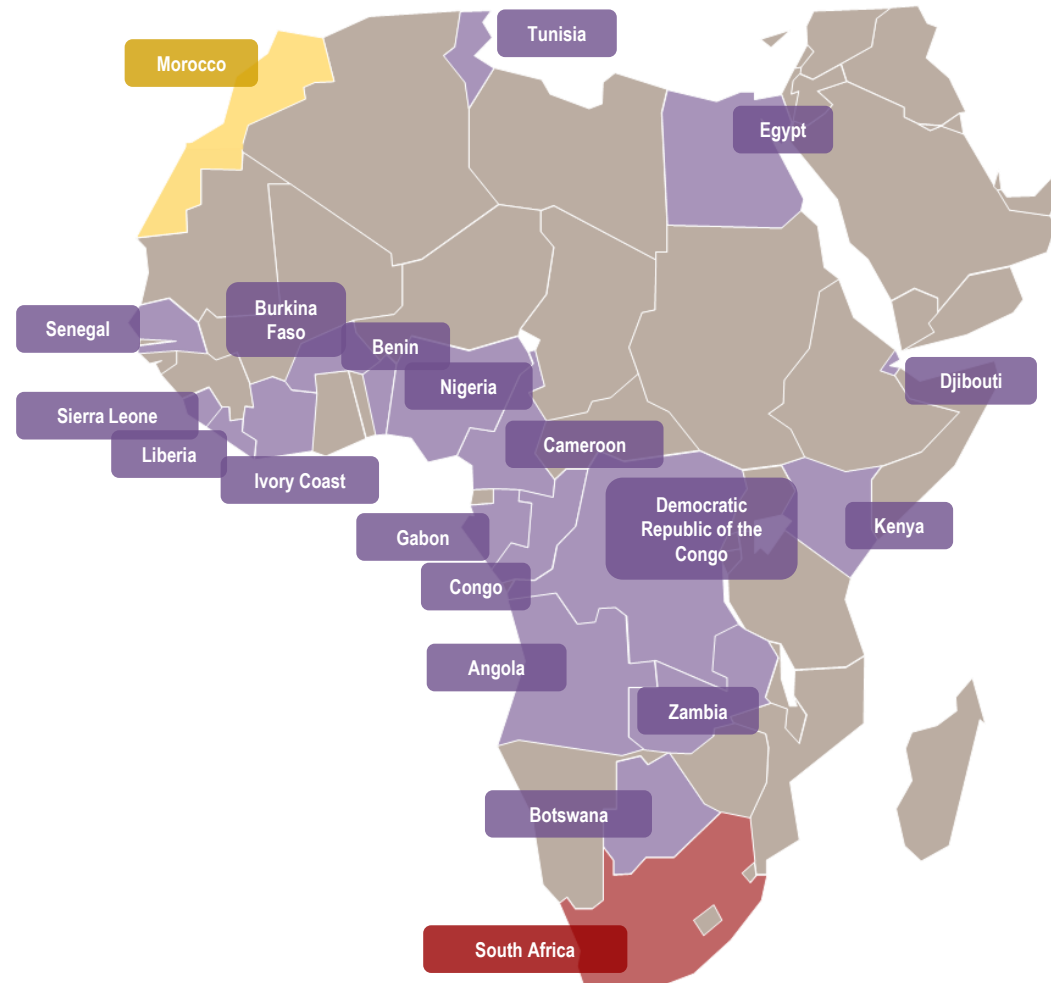 Tunisia
Morocco
Egypt
Senegal
Burkina
Faso
Benin
Nigeria
Djibouti
Sierra Leone
Liberia
Cameroon
Ivory Coast
Democratic
Republic of the
Congo
Gabon
Kenya
Congo
Angola
Zambia
Botswana
South Africa